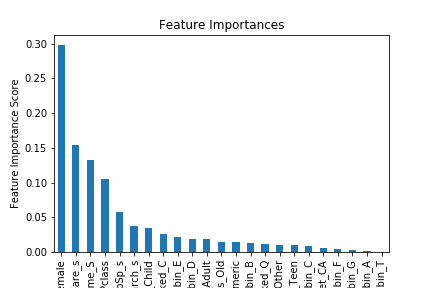 Feature Importances
Feature Importance Score
0.30
0.25
0.20
0.15
0.10
0.05
0.00
emale
are_s
me_S
Pclass
bSp_s
arch_s
Child
ked_C
bin_E
bin_D
Adult
s_Old
meric
bin_B
ked_Q
Other
Teen
bin_C
et_CA
bin_F
bin_G
bin_A
bin_T